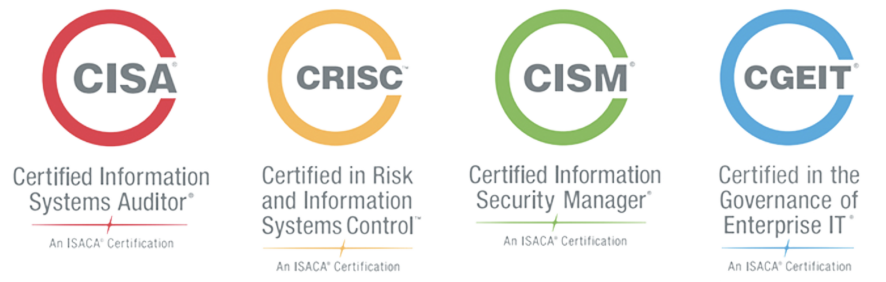 CISA®
Certified Information
Systems Auditor®
An ISACA® Certification
CRISC™
Certified in Risk
and Information
Systems Control™
An ISACA® Certification
CISM®
Certified Information
Security Manager®
An ISACA® Certification
CGEIT®
Certified in the
Governance of
Enterprise IT®
An ISACA® Certification